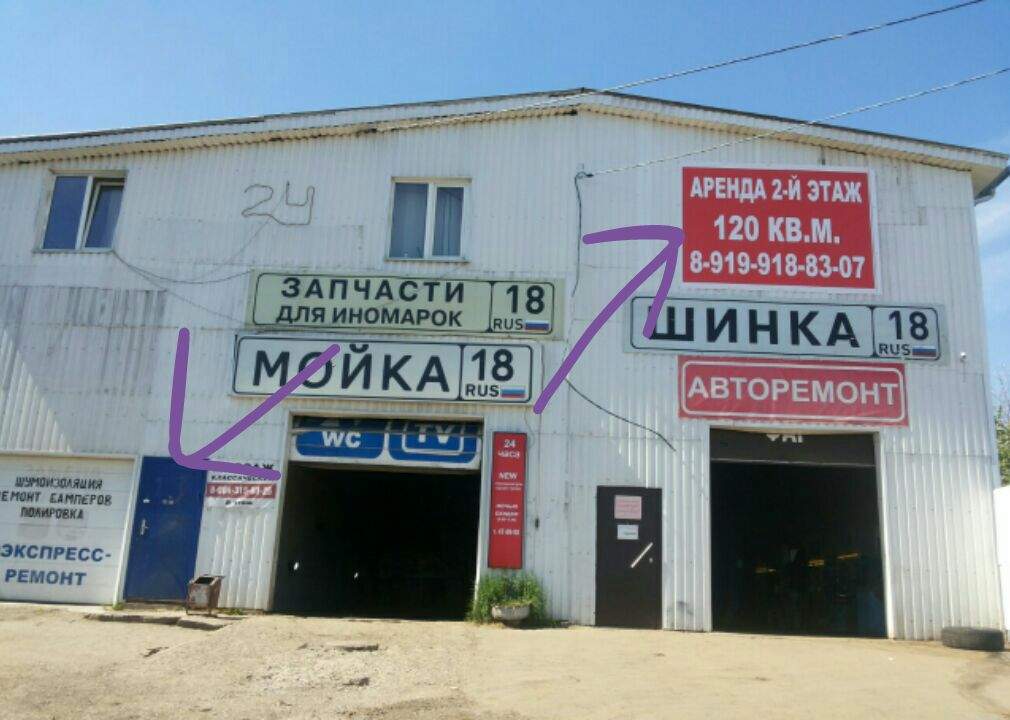 24
АРЕНДА 2-Й ЭТАЖ
120 КВ.М.
8-919-918-83-07
ЗАПЧАСТИ
ДЛЯ ИНОМАРОК
18
RUS
ШИНКА
18
RUS
МОЙКА
18
RUS
АВТОРЕМОНТ
WC
TV
24
ЧАСА
NEW
ШУМОИЗОЛЯЦИЯ
РЕМОНТ БАМПЕРОВ
ПОЛИРОВКА
ЭКСПРЕСС-
РЕМОНТ